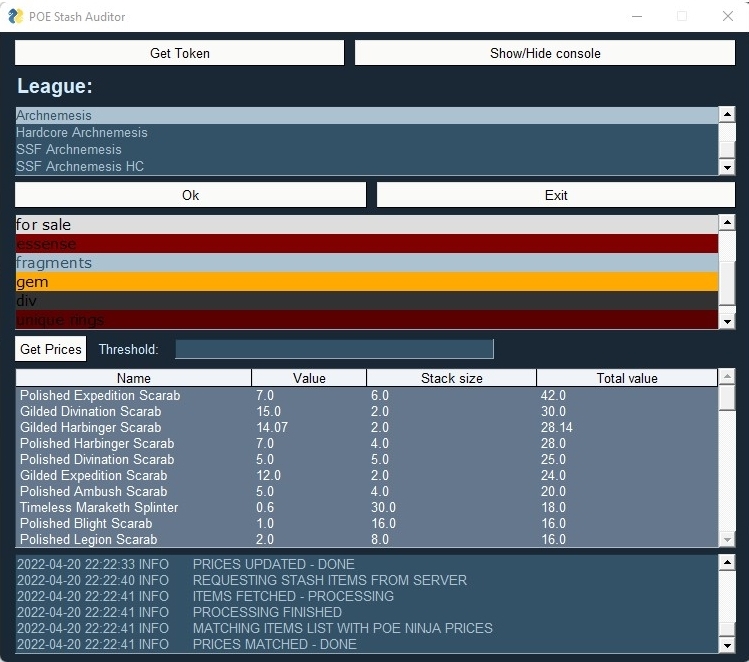 POE Stash Auditor
Get Token Show/Hide console
League:
Archnemesis
Hardcore Archnemesis
SSF Archnemesis
SSF Archnemesis HC
Ok Exit
for sale
essense
fragments
gem
div
unique rings
Get Prices Threshold:
Name Value Stack size Total value
Polished Expedition Scarab 7.0 6.0 42.0
Gilded Divination Scarab 15.0 2.0 30.0
Gilded Harbinger Scarab 14.07 2.0 28.14
Polished Harbinger Scarab 7.0 4.0 28.0
Polished Divination Scarab 5.0 5.0 25.0
Gilded Expedition Scarab 12.0 2.0 24.0
Polished Ambush Scarab 5.0 4.0 20.0
Timeless Maraketh Splinter 0.6 30.0 18.0
Polished Blight Scarab 1.0 16.0 16.0
Polished Legion Scarab 2.0 8.0 16.0
2022-04-20 22:22:33 INFO PRICES UPDATED - DONE
2022-04-20 22:22:40 INFO REQUESTING STASH ITEMS FROM SERVER
2022-04-20 22:22:41 INFO ITEMS FETCHED - PROCESSING
2022-04-20 22:22:41 INFO PROCESSING FINISHED
2022-04-20 22:22:41 INFO MATCHING ITEMS LIST WITH POE NINJA PRICES
2022-04-20 22:22:41 INFO PRICES MATCHED - DONE